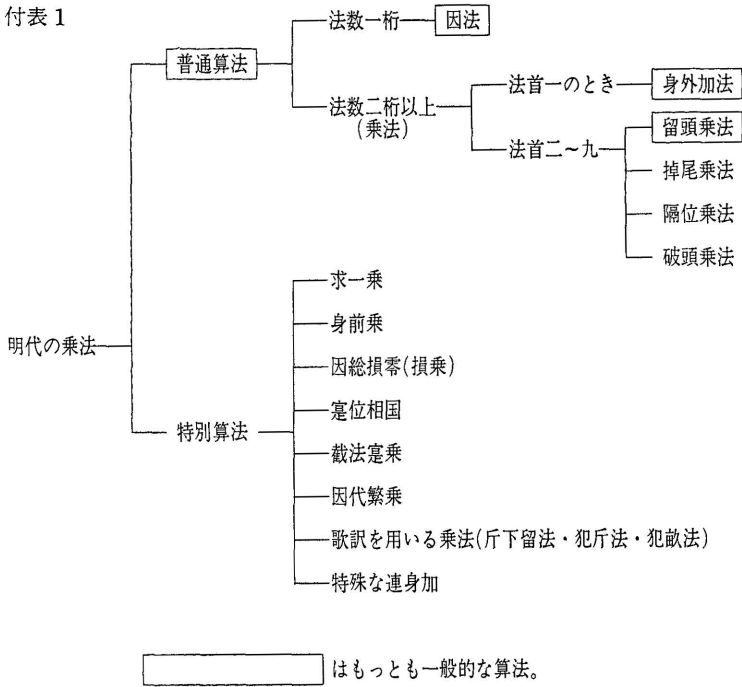 付表1
法数一桁
因法
普通算法
法数二桁以上
(乗法)
法首一のとき
身外加法
法首二〜九
留頭乗法
掉尾乗法
隔位乗法
破頭乗法
明代の乗法
特別算法
求一乗
身前乗
因総損零(損乗)
寔位相国
截法寔乗
因代繁乗
歌訳を用いる乗法(斤下留法・犯斤法・犯畝法)
特殊な連身加
はもっとも一般的な算法。